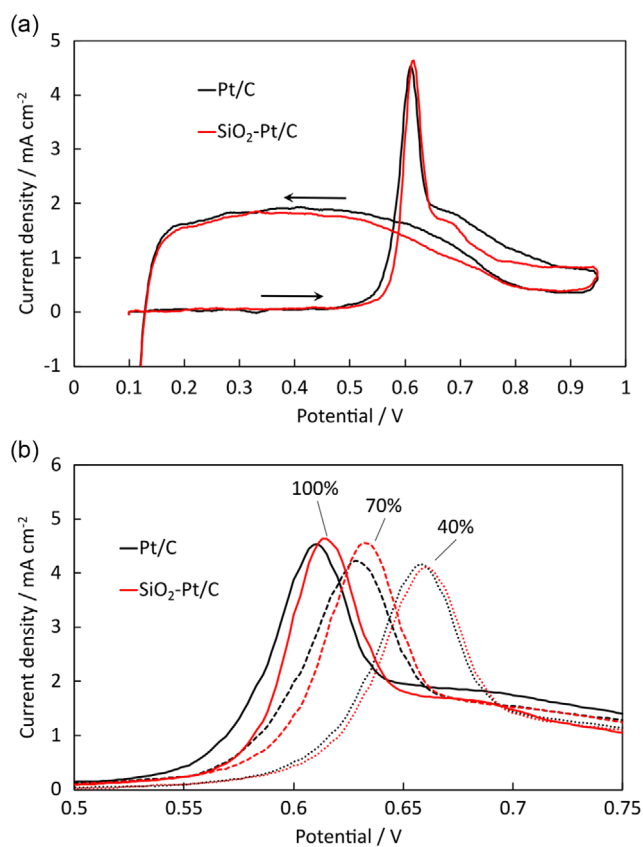 (a)
5
4
3
2
1
0
-1
Current density / mA cm⁻²
Pt/C
SiO₂-Pt/C
0 0.1 0.2 0.3 0.4 0.5 0.6 0.7 0.8 0.9 1
Potential / V
(b)
6
5
4
3
2
1
0
Current density / mA cm⁻²
100%
70%
40%
Pt/C
SiO₂-Pt/C
0.5 0.55 0.6 0.65 0.7 0.75
Potential / V